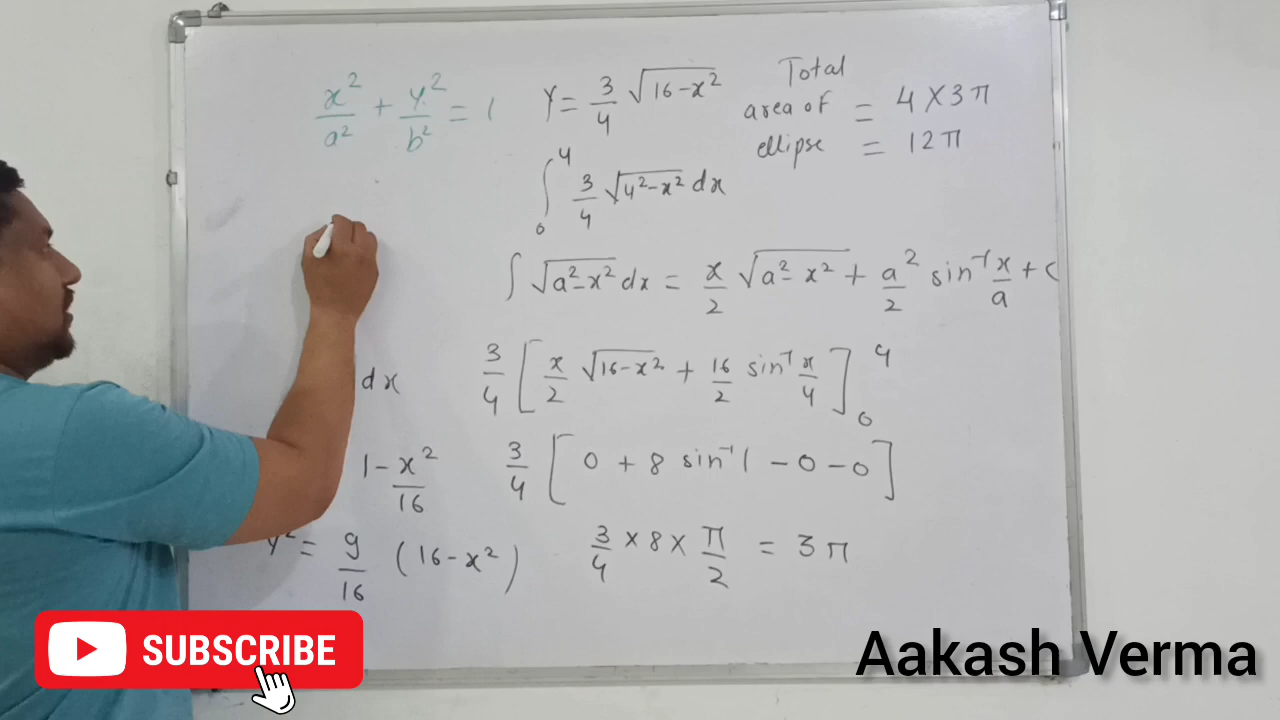 x²/a² + y²/b² = 1
dx
1 - x²/16
y² = 9/16 (16 - x²)
Y = 3/4 √16-x²
∫₀⁴ 3/4 √4²-x² dx
Total
area of = 4 × 3π
ellipse = 12π
∫ √a²-x² dx = x/2 √a²-x² + a²/2 sin⁻¹ x/a + C
3/4 [ x/2 √16-x² + 16/2 sin⁻¹ x/4 ]₀⁴
3/4 [ 0 + 8 sin⁻¹ 1 - 0 - 0 ]
3/4 × 8 × π/2 = 3π
SUBSCRIBE
Aakash Verma